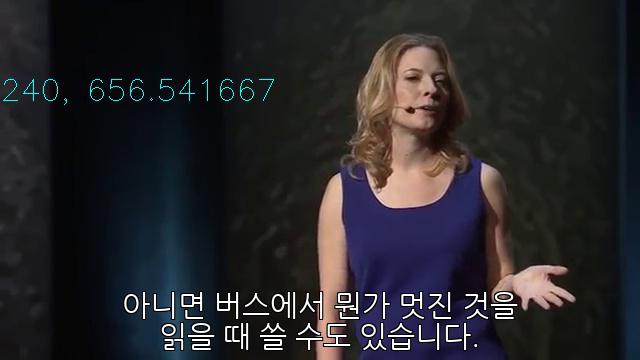 240, 656.541667
아니면 버스에서 뭔가 멋진 것을
읽을 때 쓸 수도 있습니다.